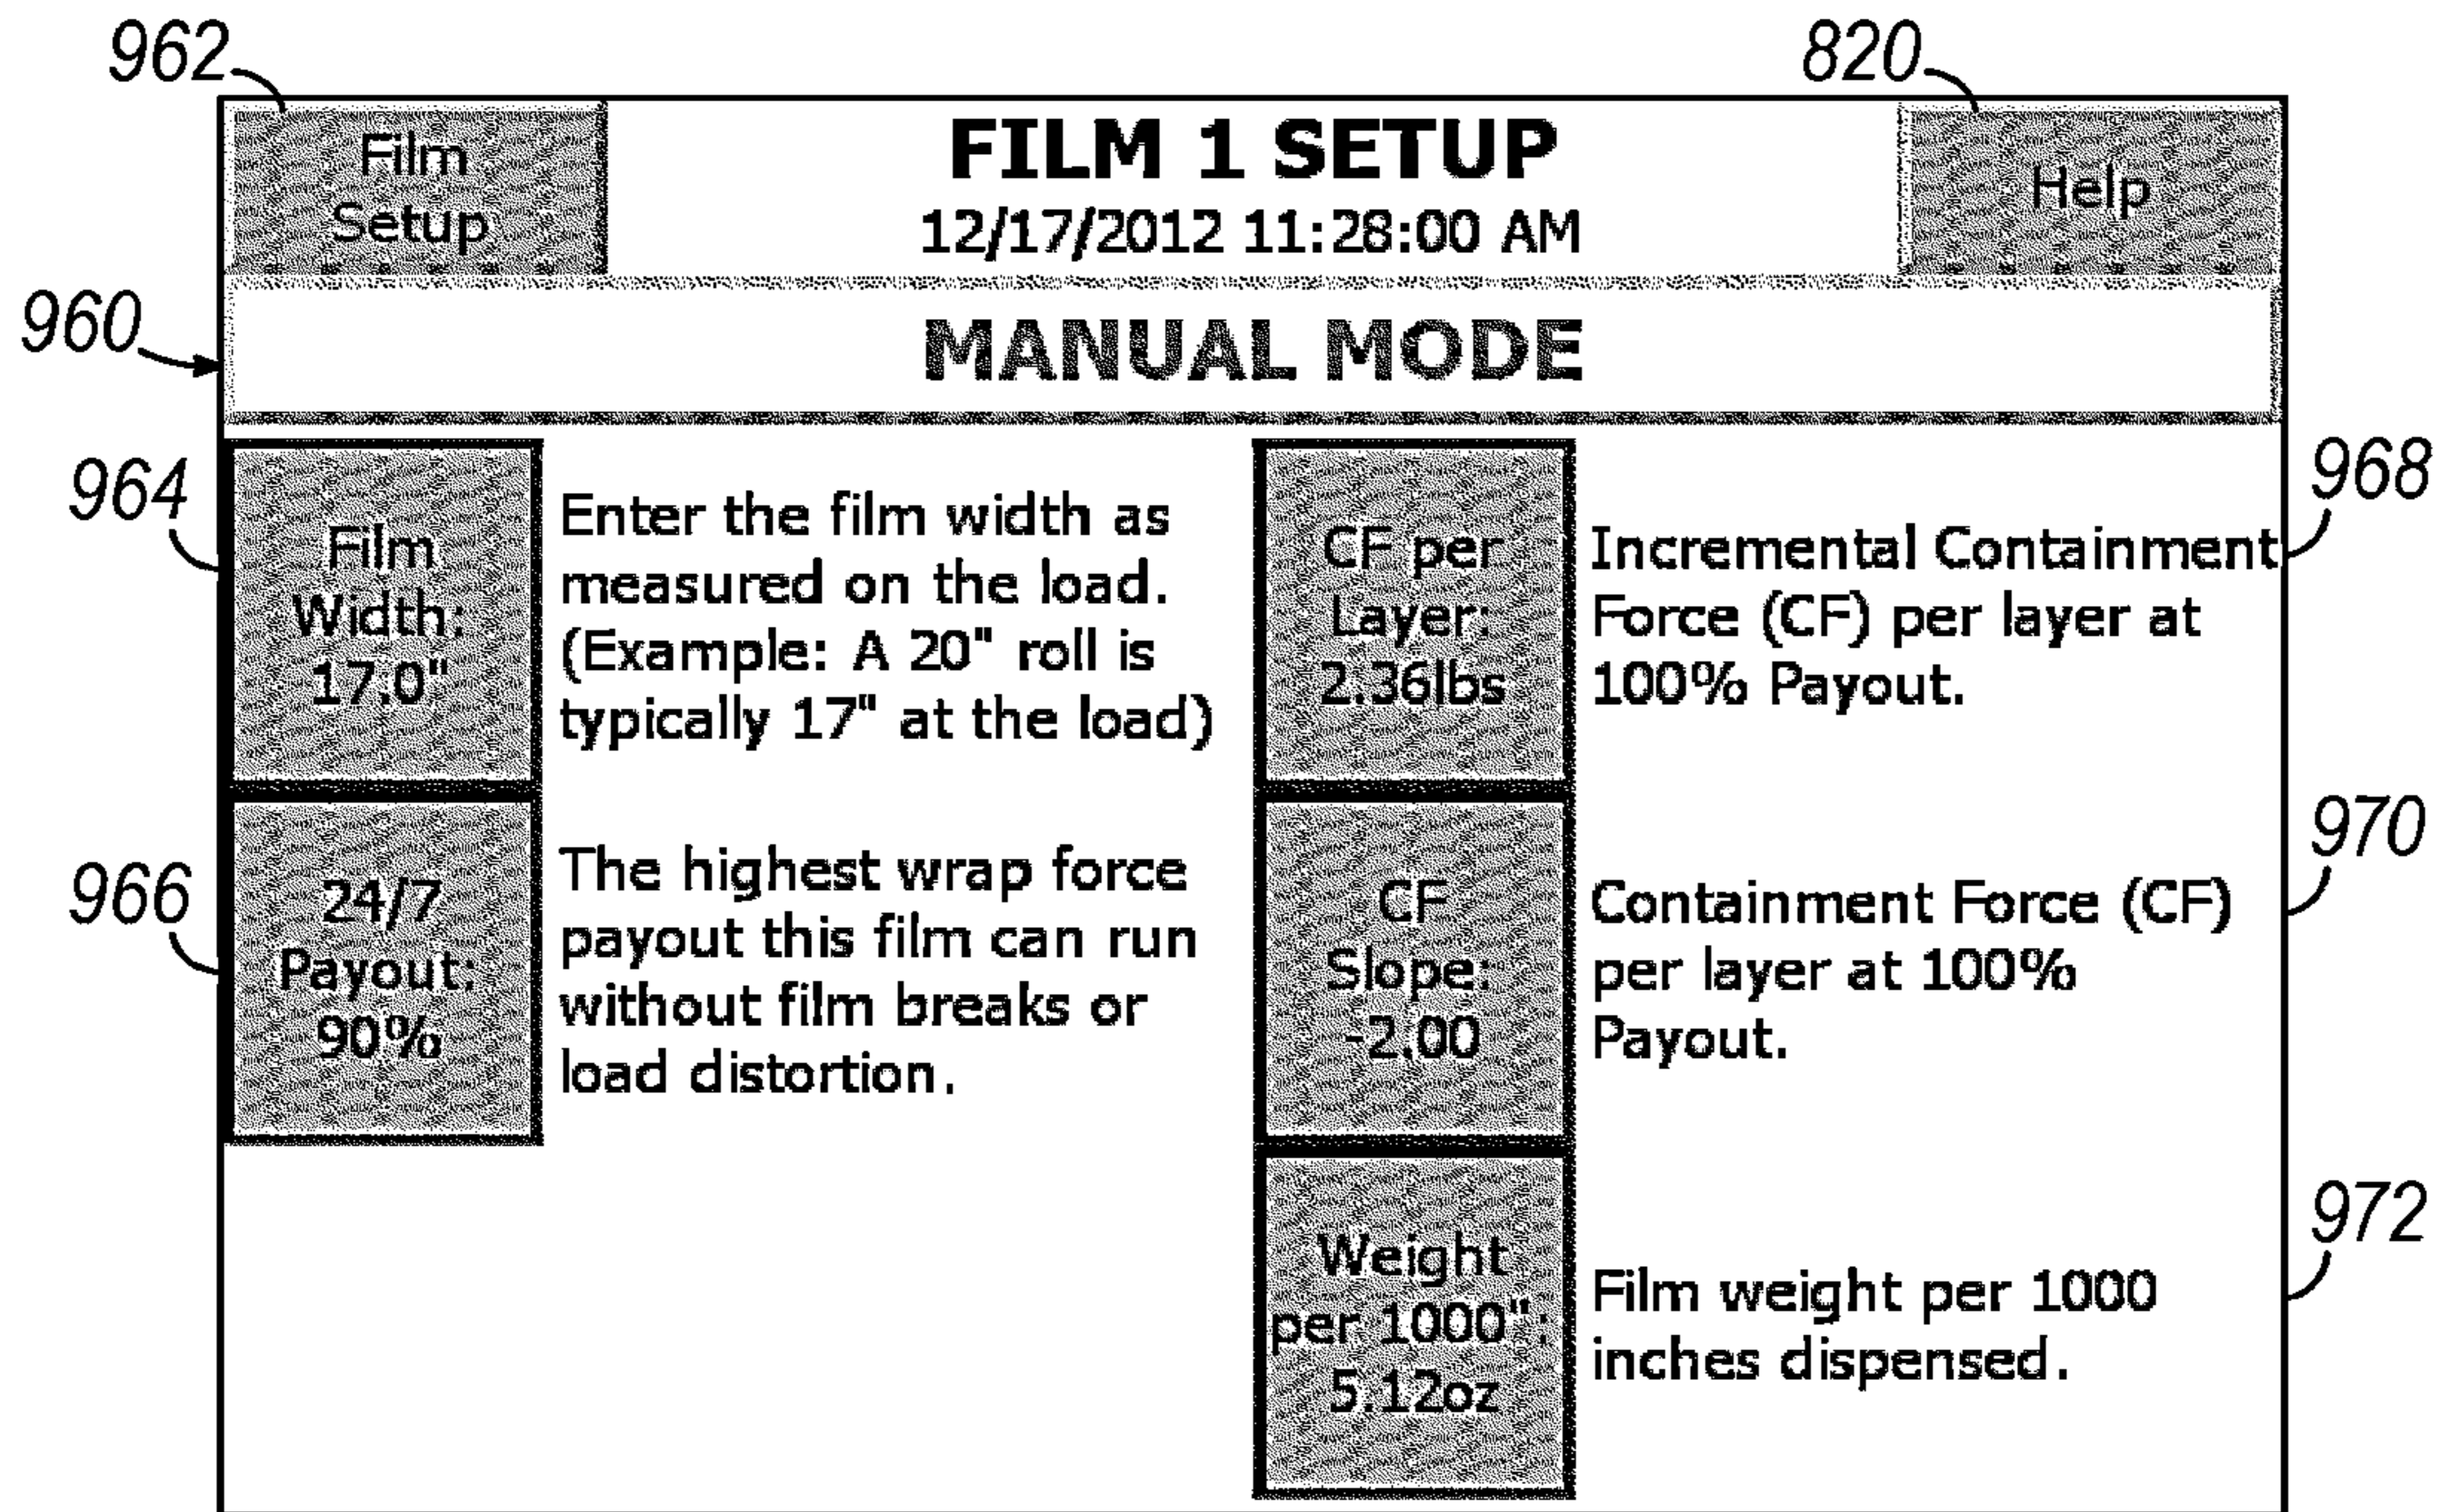 962
820
Film
Setup
FILM 1 SETUP
12/17/2012 11:28:00 AM
Help
960
MANUAL MODE
964
Film
Width:
17.0"
Enter the film width as
measured on the load.
(Example: A 20" roll is
typically 17" at the load)
CF per
Layer:
2.36lbs
Incremental Containment
Force (CF) per layer at
100% Payout.
968
966
24/7
Payout:
90%
The highest wrap force
payout this film can run
without film breaks or
load distortion.
CF
Slope:
-2.00
Containment Force (CF)
per layer at 100%
Payout.
970
Weight
per 1000":
5.12oz
Film weight per 1000
inches dispensed.
972